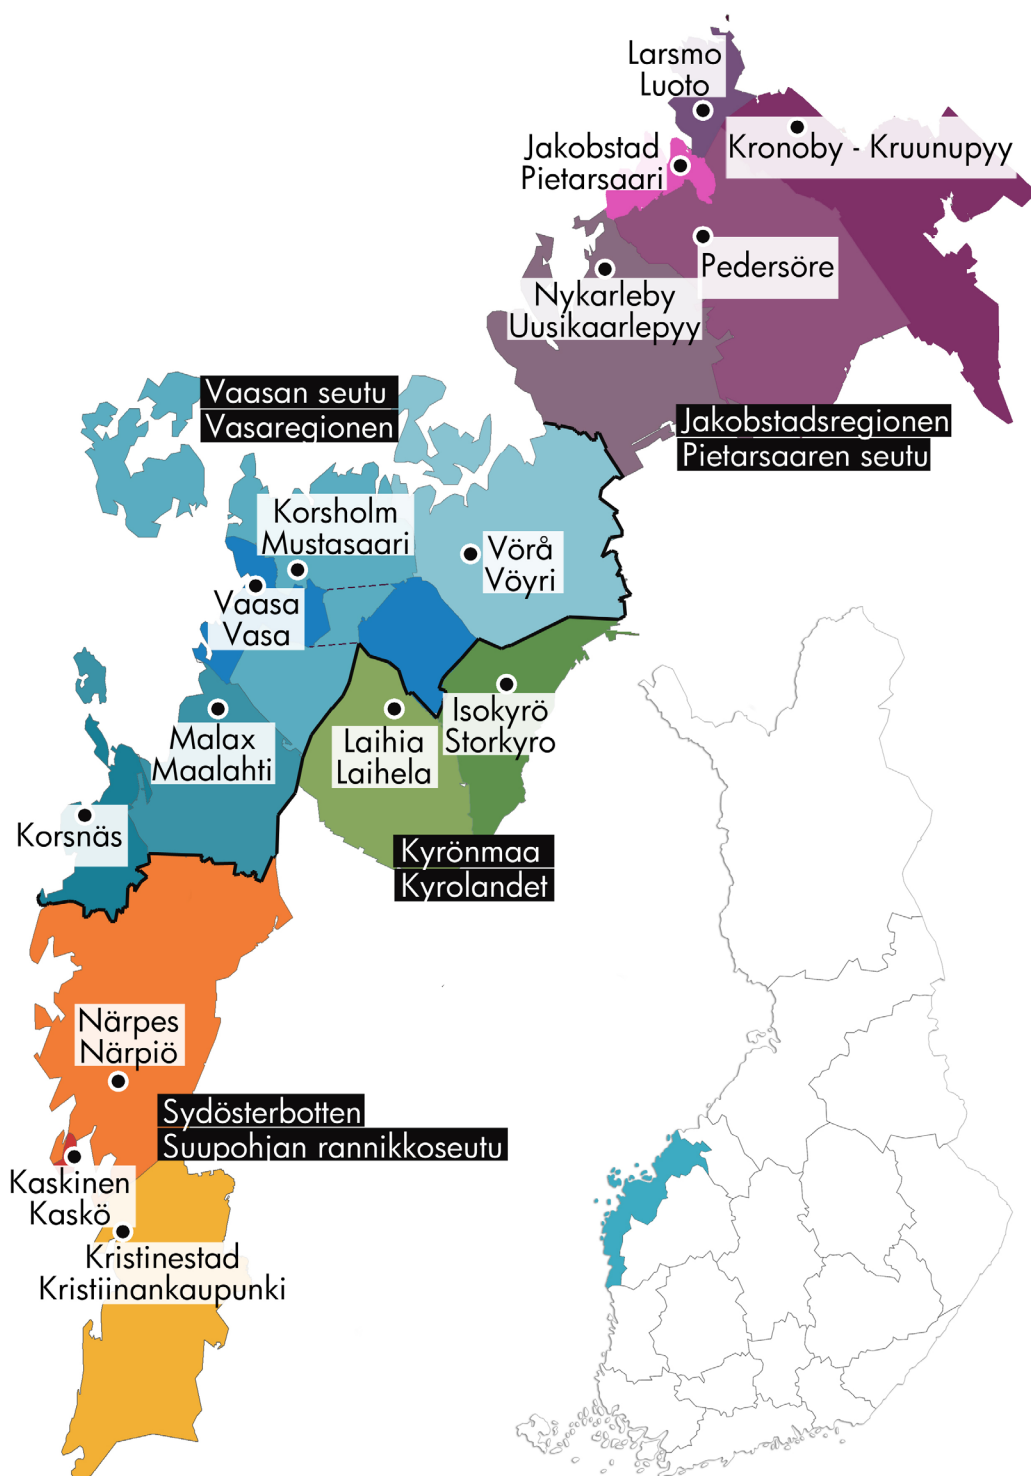 Larsmo
Luoto
Jakobstad
Pietarsaari
Kronoby - Kruunupyy
Pedersöre
Nykarleby
Uusikaarlepyy
Vaasan seutu
Vasaregionen
Jakobstadsregionen
Pietarsaaren seutu
Korsholm
Mustasaari
Vörå
Vöyri
Vaasa
Vasa
Isokyrö
Storkyro
Malax
Maalahti
Laihia
Laihela
Korsnäs
Kyrönmaa
Kyrolandet
Närpes
Närpiö
Sydösterbotten
Suupohjan rannikkoseutu
Kaskinen
Kaskö
Kristinestad
Kristiinankaupunki